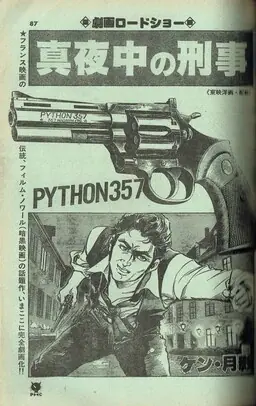 87
劇画ロードショー
真夜中の刑事
(東映洋画・配給
★フランス映画の
伝統、フィルム・ノワール(暗黒映画)の話題作、いまここに完全劇画化!!
PYTHON 357
PYTHON357
ケン・月影